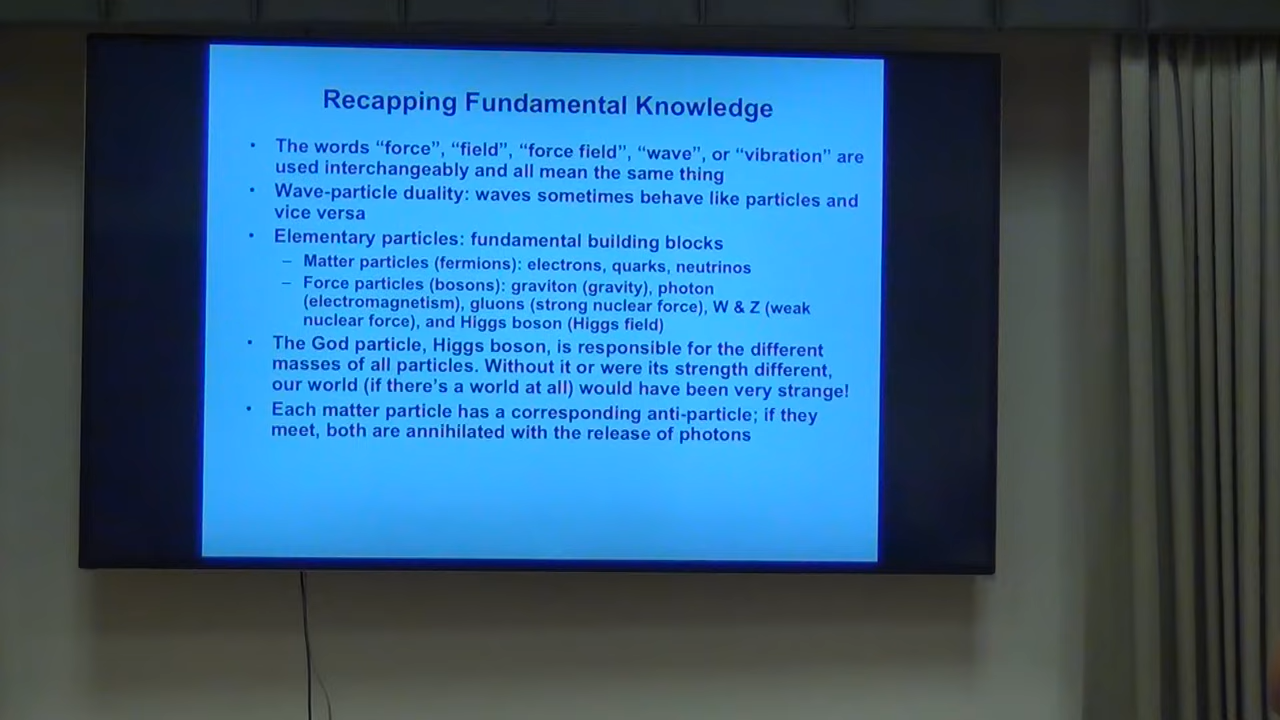 Recapping Fundamental Knowledge
• The words “force”, “field”, “force field”, “wave”, or “vibration” are
used interchangeably and all mean the same thing
• Wave-particle duality: waves sometimes behave like particles and
vice versa
• Elementary particles: fundamental building blocks
– Matter particles (fermions): electrons, quarks, neutrinos
– Force particles (bosons): graviton (gravity), photon
(electromagnetism), gluons (strong nuclear force), W & Z (weak
nuclear force), and Higgs boson (Higgs field)
• The God particle, Higgs boson, is responsible for the different
masses of all particles. Without it or were its strength different,
our world (if there’s a world at all) would have been very strange!
• Each matter particle has a corresponding anti-particle; if they
meet, both are annihilated with the release of photons